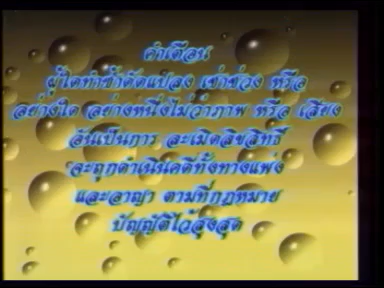 คำเตือน
ผู้ใดทำซ้ำดัดแปลง เช่าช่วง หรือ
อย่างใด อย่างหนึ่งไม่ว่าภาพ หรือ เสียง
อันเป็นการ ละเมิดลิขสิทธิ์
จะถูกดำเนินคดีทั้งทางแพ่ง
และอาญา ตามที่กฎหมาย
บัญญัติไว้สูงสุด